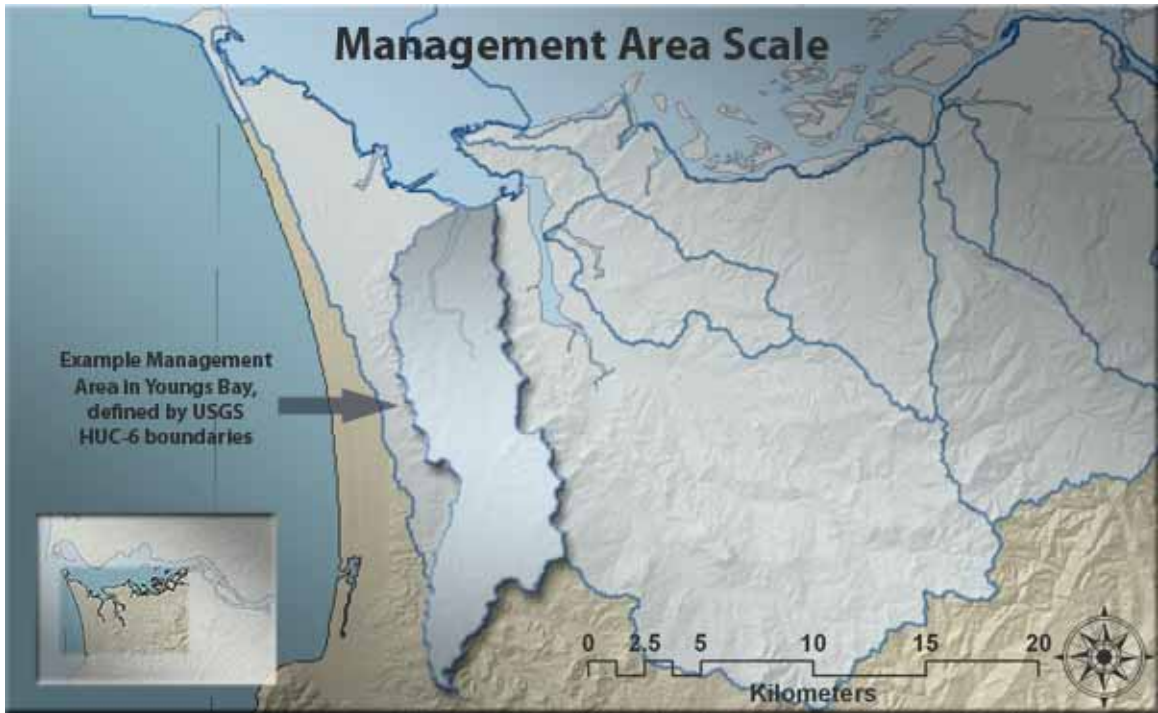 Management Area Scale
Example Management
Area in Youngs Bay,
defined by USGS
HUC-6 boundaries
0 2.5 5 10 15 20
Kilometers